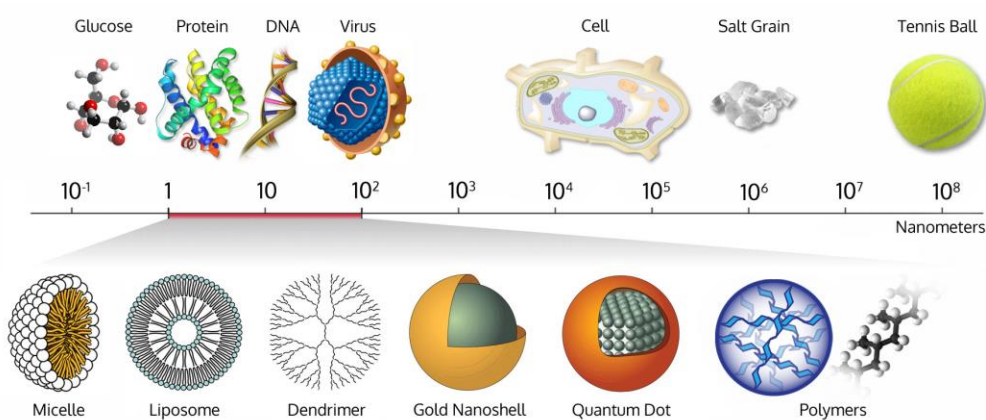 Glucose Protein DNA Virus Cell Salt Grain Tennis Ball
10⁻¹ 1 10 10² 10³ 10⁴ 10⁵ 10⁶ 10⁷ 10⁸
Nanometers
Micelle Liposome Dendrimer Gold Nanoshell Quantum Dot Polymers